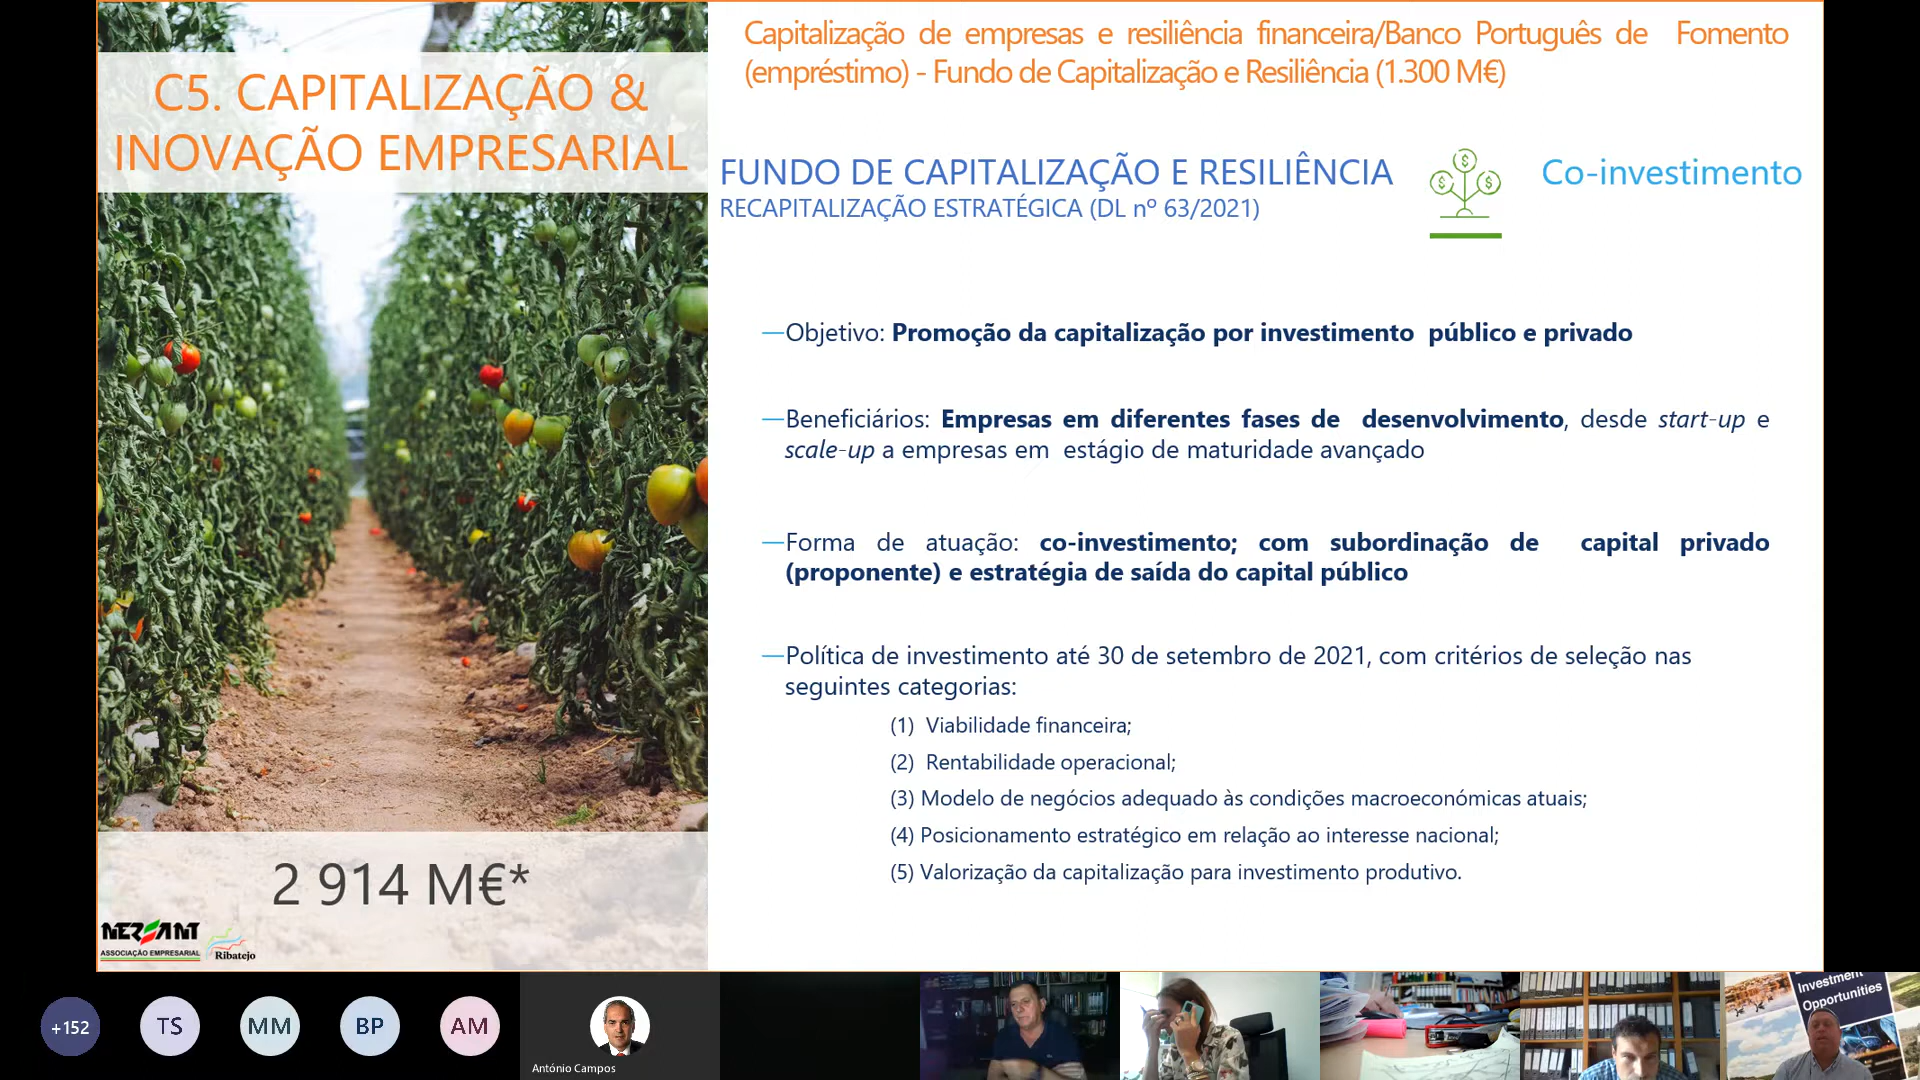 C5. CAPITALIZAÇÃO &
INOVAÇÃO EMPRESARIAL
2 914 M€*
NERSANT
ASSOCIAÇÃO EMPRESARIAL
Ribatejo
Capitalização de empresas e resiliência financeira/Banco Português de Fomento
(empréstimo) - Fundo de Capitalização e Resiliência (1.300 M€)
FUNDO DE CAPITALIZAÇÃO E RESILIÊNCIA
RECAPITALIZAÇÃO ESTRATÉGICA (DL nº 63/2021)
Co-investimento
—Objetivo: Promoção da capitalização por investimento público e privado
—Beneficiários: Empresas em diferentes fases de desenvolvimento, desde start-up e
scale-up a empresas em estágio de maturidade avançado
—Forma de atuação: co-investimento; com subordinação de capital privado
(proponente) e estratégia de saída do capital público
—Política de investimento até 30 de setembro de 2021, com critérios de seleção nas
seguintes categorias:
(1) Viabilidade financeira;
(2) Rentabilidade operacional;
(3) Modelo de negócios adequado às condições macroeconómicas atuais;
(4) Posicionamento estratégico em relação ao interesse nacional;
(5) Valorização da capitalização para investimento produtivo.
+152
TS
MM
BP
AM
António Campos
Investment
Opportunities